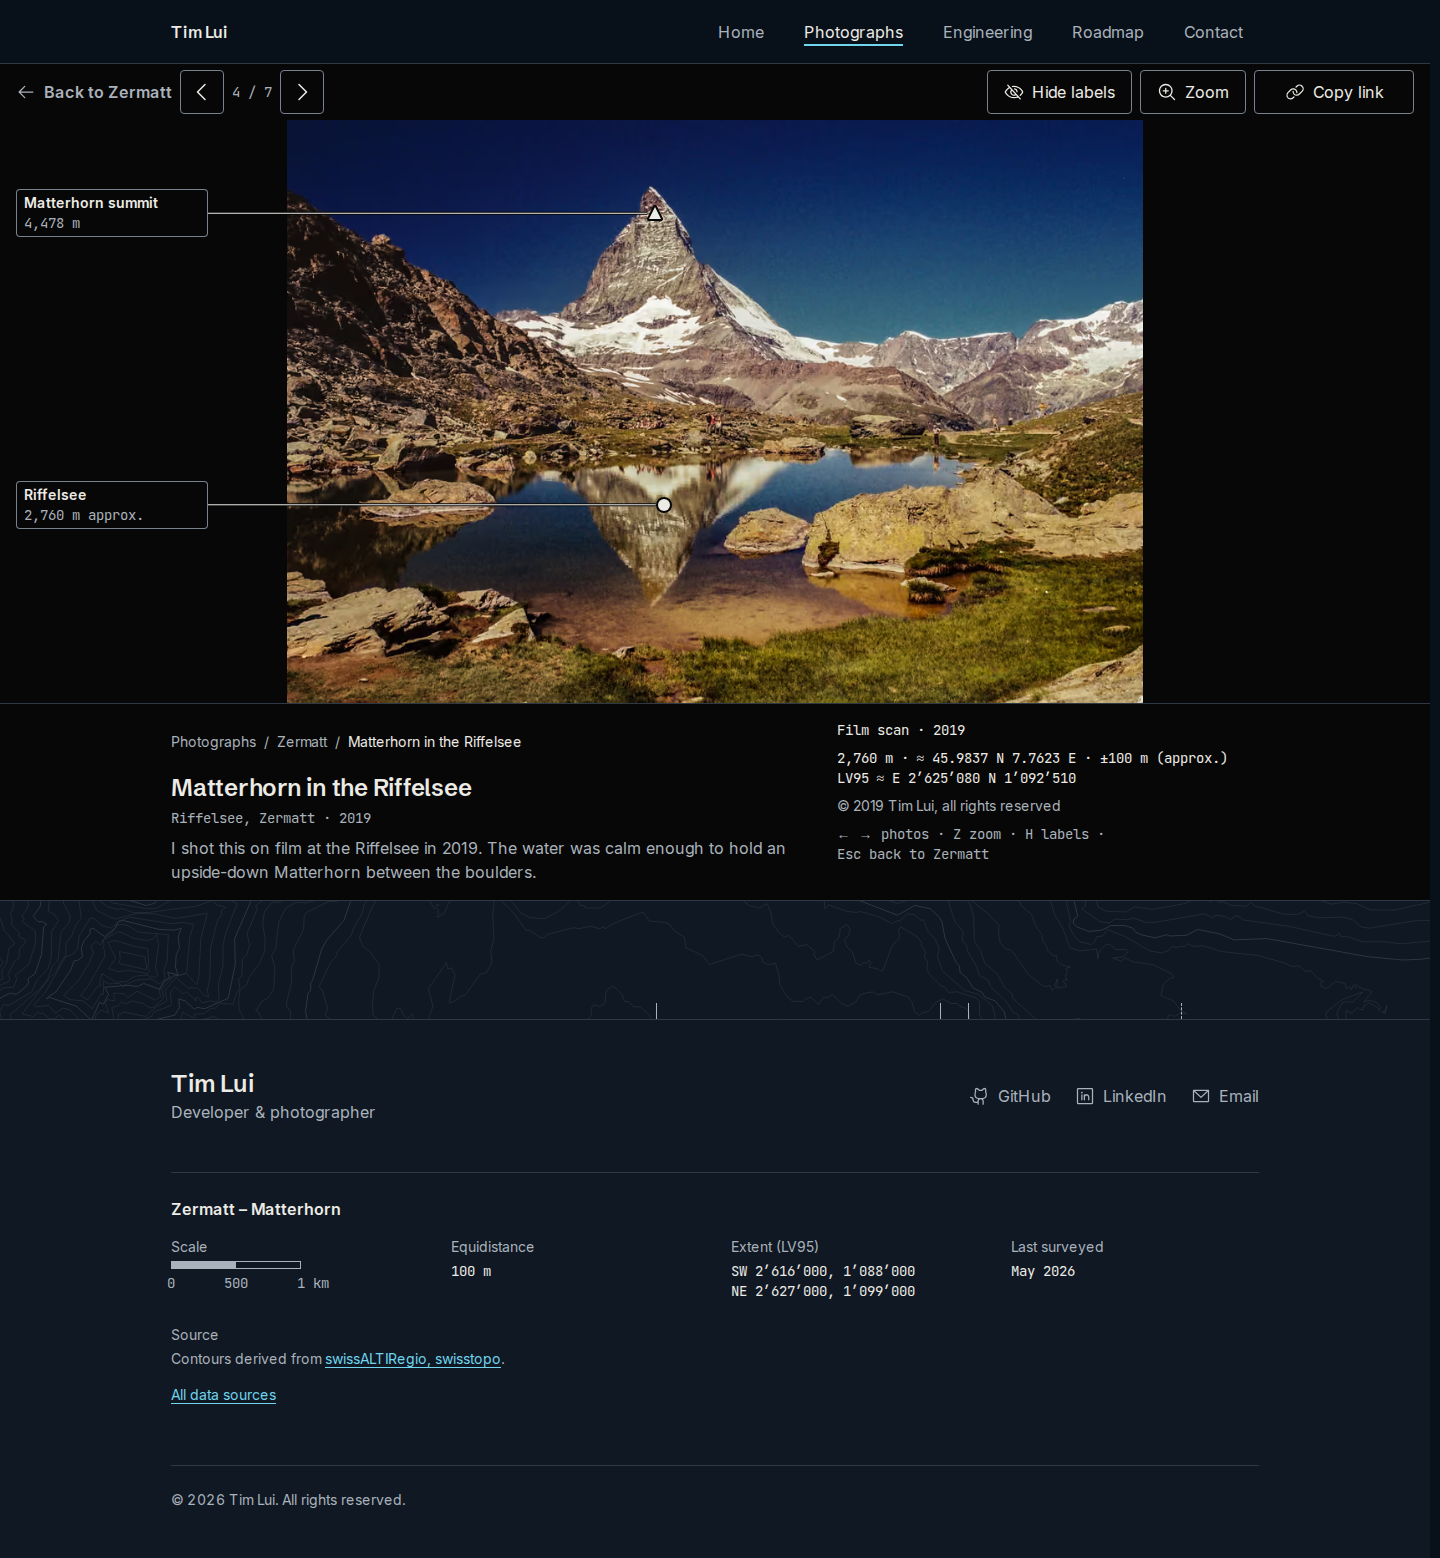 Tim Lui
Home Photographs Engineering Roadmap Contact
Back to Zermatt 4 / 7 Hide labels Zoom Copy link
Matterhorn summit
4,478 m
Riffelsee
2,760 m approx.
Photographs / Zermatt / Matterhorn in the Riffelsee
Matterhorn in the Riffelsee
Riffelsee, Zermatt · 2019
I shot this on film at the Riffelsee in 2019. The water was calm enough to hold an
upside-down Matterhorn between the boulders.
Film scan · 2019
2,760 m · ≈ 45.9837 N 7.7623 E · ±100 m (approx.)
LV95 ≈ E 2’625’080 N 1’092’510
© 2019 Tim Lui, all rights reserved
← → photos · Z zoom · H labels ·
Esc back to Zermatt
Tim Lui
Developer & photographer
GitHub LinkedIn Email
Zermatt – Matterhorn
Scale
0 500 1 km
Equidistance
100 m
Extent (LV95)
SW 2’616’000, 1’088’000
NE 2’627’000, 1’099’000
Last surveyed
May 2026
Source
Contours derived from swissALTIRegio, swisstopo.
All data sources
© 2026 Tim Lui. All rights reserved.